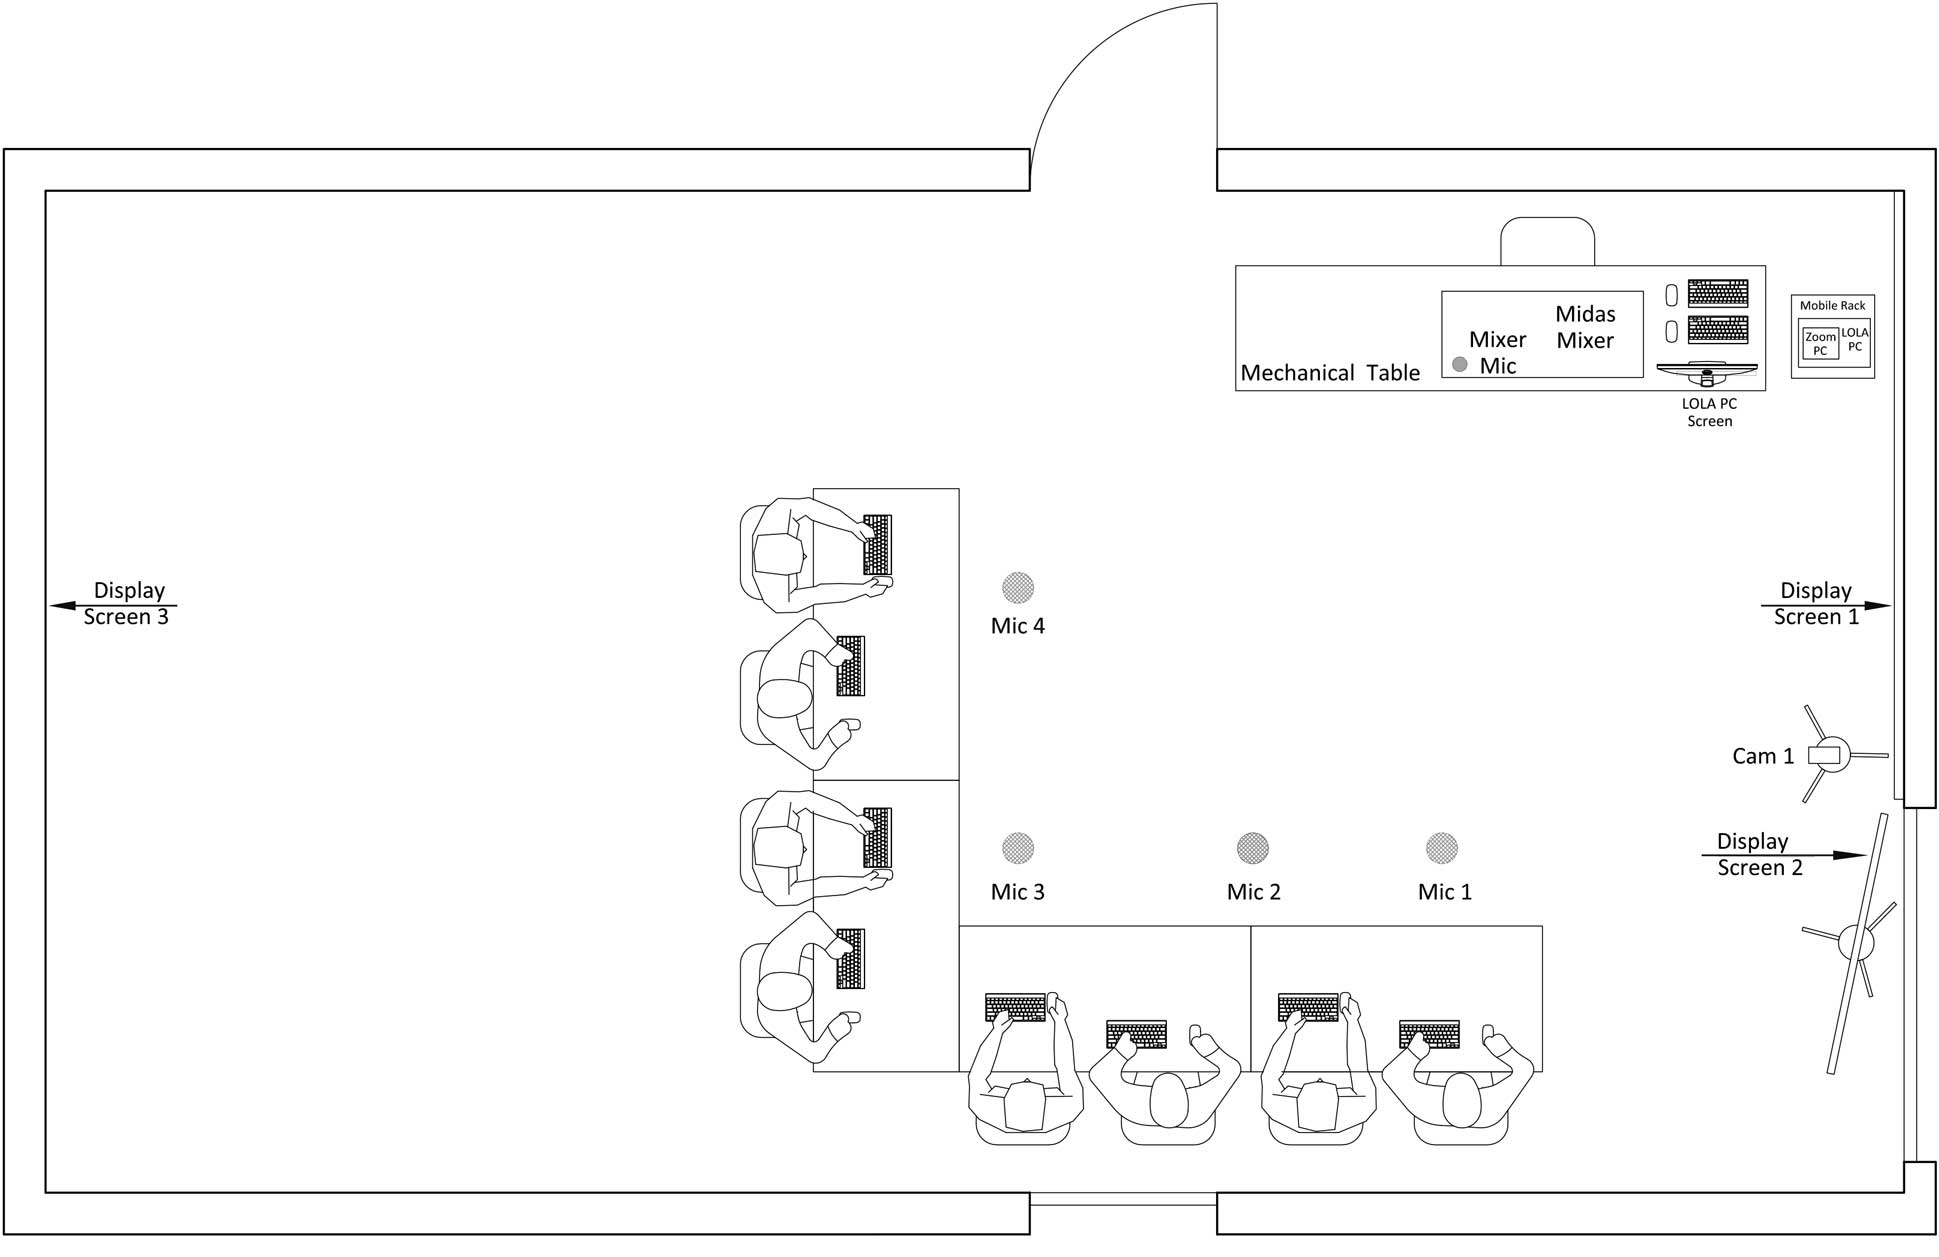 Mobile Rack
Midas
Mixer
Mixer
Mic
Zoom
PC
LOLA
PC
Mechanical Table
LOLA PC
Screen
Display
Screen 3
Display
Screen 1
Mic 4
Cam 1
Display
Screen 2
Mic 3
Mic 2
Mic 1